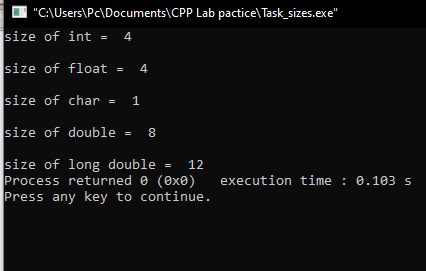 "C:\Users\Pc\Documents\CPP Lab pactice\Task_sizes.exe"
size of int =  4
size of float =  4
size of char =  1
size of double =  8
size of long double =  12
Process returned 0 (0x0)   execution time : 0.103 s
Press any key to continue.